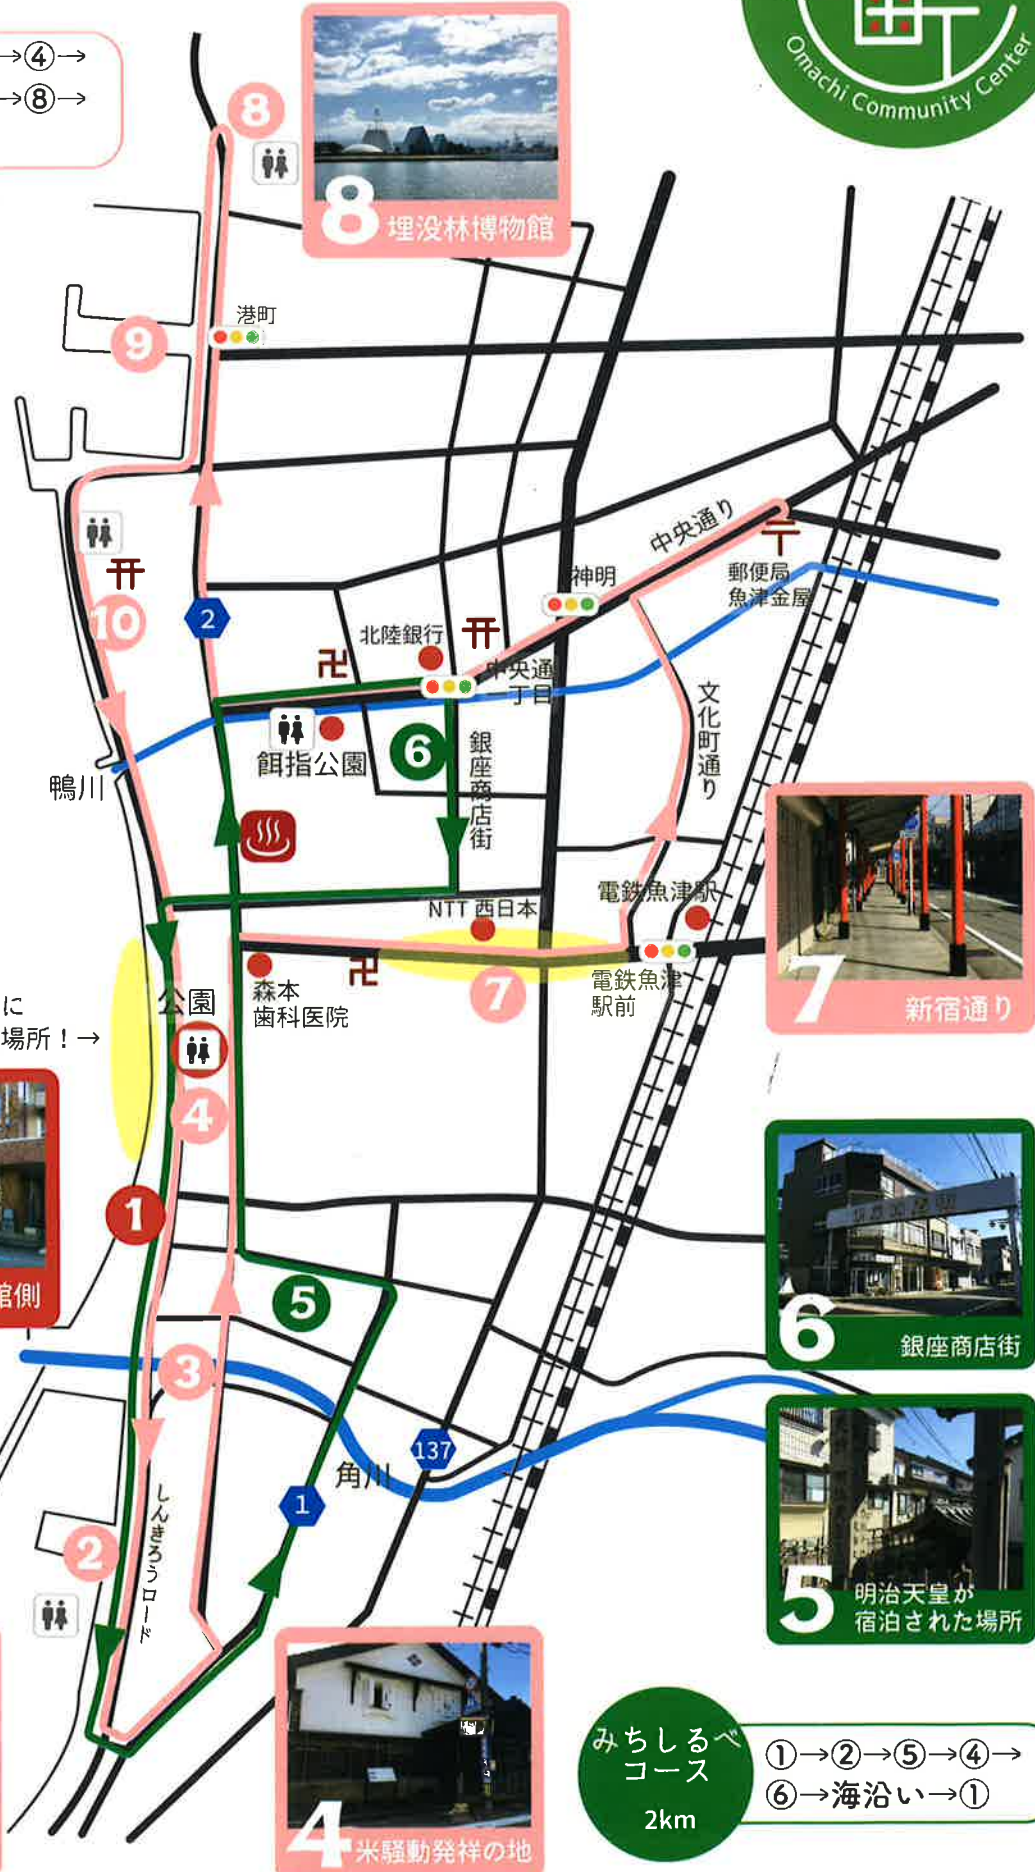 →④→
→⑧→
Omachi Community Center
8
8 埋没林博物館
港町
9
中央通り
神明
郵便局
魚津金屋
10
2
北陸銀行
中央通
一丁目
餌指公園
6
銀座商店街
文化町通り
鴨川
電鉄魚津駅
NTT 西日本
7
電鉄魚津
駅前
森本
歯科医院
公園
に
場所！→
4
7 新宿通り
1
館側
5
6 銀座商店街
3
137
角川
1
しんきろうロード
2
5 明治天皇が
宿泊された場所
4 米騒動発祥の地
みちしるべ
コース
2km
①→②→⑤→④→
⑥→海沿い→①